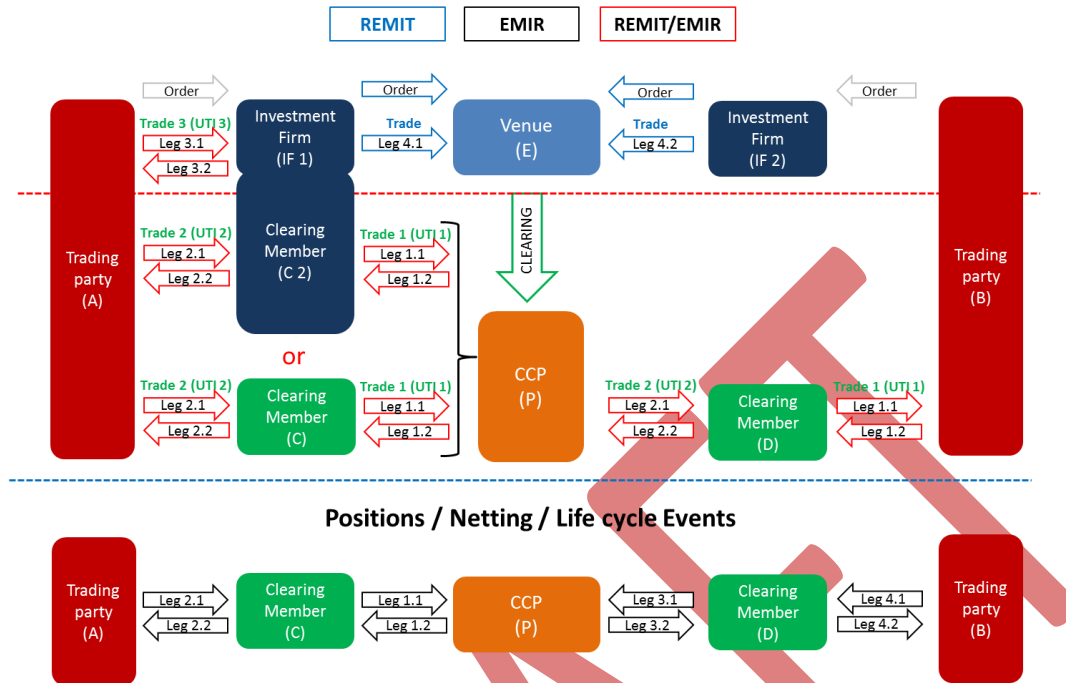 REMIT
EMIR
REMIT/EMIR
Order
Order
Order
Order
Trade 3 (UTI 3)
Leg 3.1
Leg 3.2
Investment
Firm
(IF 1)
Trade
Leg 4.1
Venue
(E)
Trade
Leg 4.2
Investment
Firm
(IF 2)
Trading
party
(A)
Trade 2 (UTI 2)
Leg 2.1
Leg 2.2
Clearing
Member
(C 2)
Trade 1 (UTI 1)
Leg 1.1
Leg 1.2
CLEARING
Trading
party
(B)
or
Trade 2 (UTI 2)
Leg 2.1
Leg 2.2
Clearing
Member
(C)
Trade 1 (UTI 1)
Leg 1.1
Leg 1.2
CCP
(P)
Trade 2 (UTI 2)
Leg 2.1
Leg 2.2
Clearing
Member
(D)
Trade 1 (UTI 1)
Leg 1.1
Leg 1.2
Positions / Netting / Life cycle Events
Trading
party
(A)
Leg 2.1
Leg 2.2
Clearing
Member
(C)
Leg 1.1
Leg 1.2
CCP
(P)
Leg 3.1
Leg 3.2
Clearing
Member
(D)
Leg 4.1
Leg 4.2
Trading
party
(B)